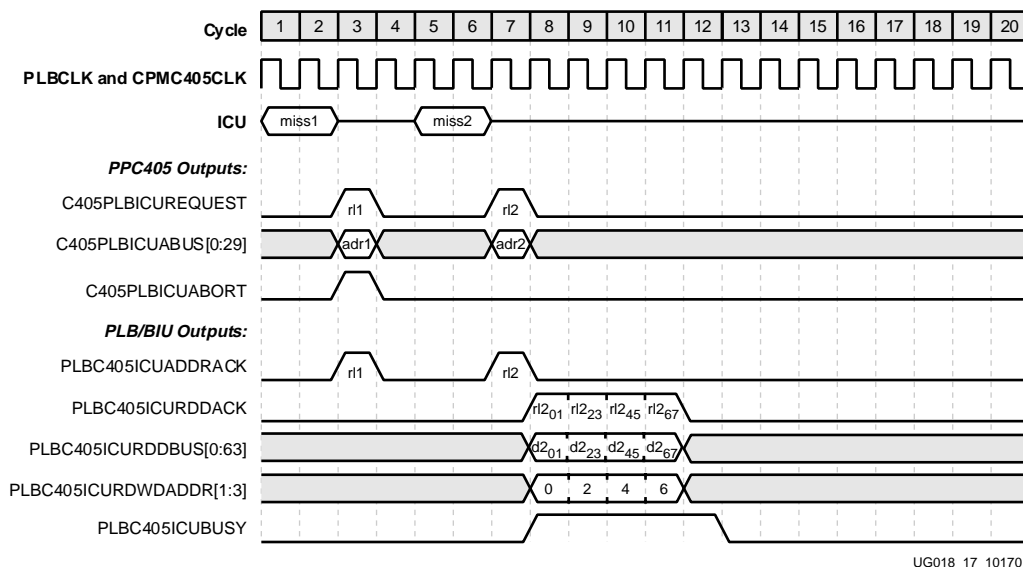 Cycle 1 2 3 4 5 6 7 8 9 10 11 12 13 14 15 16 17 18 19 20
PLBCLK and CPMC405CLK
ICU miss1 miss2
PPC405 Outputs:
C405PLBICUREQUEST rl1 rl2
C405PLBICUABUS[0:29] adr1 adr2
C405PLBICUABORT
PLB/BIU Outputs:
PLBC405ICUADDRACK rl1 rl2
PLBC405ICURDDACK rl2₀₁ rl2₂₃ rl2₄₅ rl2₆₇
PLBC405ICURDDBUS[0:63] d2₀₁ d2₂₃ d2₄₅ d2₆₇
PLBC405ICURDWDADDR[1:3] 0 2 4 6
PLBC405ICUBUSY
UG018_17_10170